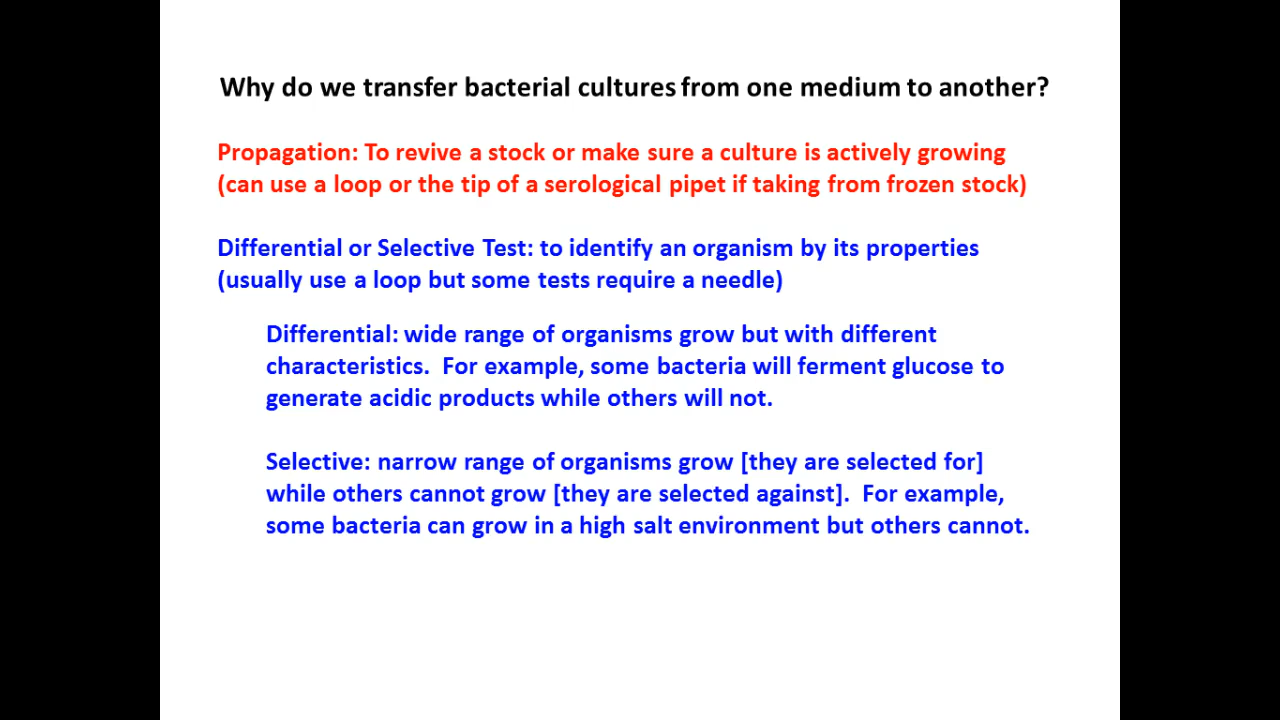 Why do we transfer bacterial cultures from one medium to another?
Propagation: To revive a stock or make sure a culture is actively growing
(can use a loop or the tip of a serological pipet if taking from frozen stock)
Differential or Selective Test: to identify an organism by its properties
(usually use a loop but some tests require a needle)
Differential: wide range of organisms grow but with different
characteristics.  For example, some bacteria will ferment glucose to
generate acidic products while others will not.
Selective: narrow range of organisms grow [they are selected for]
while others cannot grow [they are selected against].  For example,
some bacteria can grow in a high salt environment but others cannot.